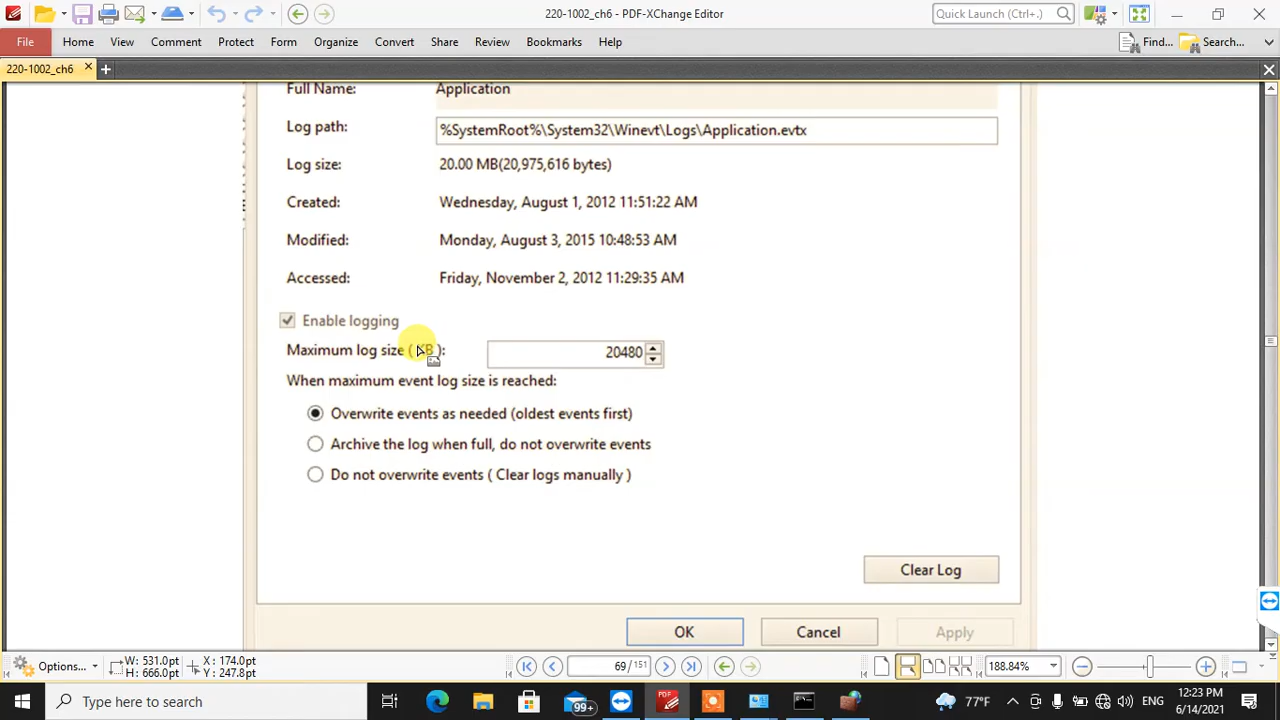 220-1002_ch6 - PDF-XChange Editor
Quick Launch (Ctrl+.)
File Home View Comment Protect Form Organize Convert Share Review Bookmarks Help
Find... Search...
220-1002_ch6
Full Name: Application
Log path: %SystemRoot%\System32\Winevt\Logs\Application.evtx
Log size: 20.00 MB(20,975,616 bytes)
Created: Wednesday, August 1, 2012 11:51:22 AM
Modified: Monday, August 3, 2015 10:48:53 AM
Accessed: Friday, November 2, 2012 11:29:35 AM
Enable logging
Maximum log size ( KB ): 20480
When maximum event log size is reached:
Overwrite events as needed (oldest events first)
Archive the log when full, do not overwrite events
Do not overwrite events ( Clear logs manually )
Clear Log
OK Cancel Apply
Options... W: 531.0pt X : 174.0pt
H: 666.0pt Y : 247.8pt
69 / 151
188.84%
Type here to search
PDF
99+
77°F
12:23 PM
6/14/2021